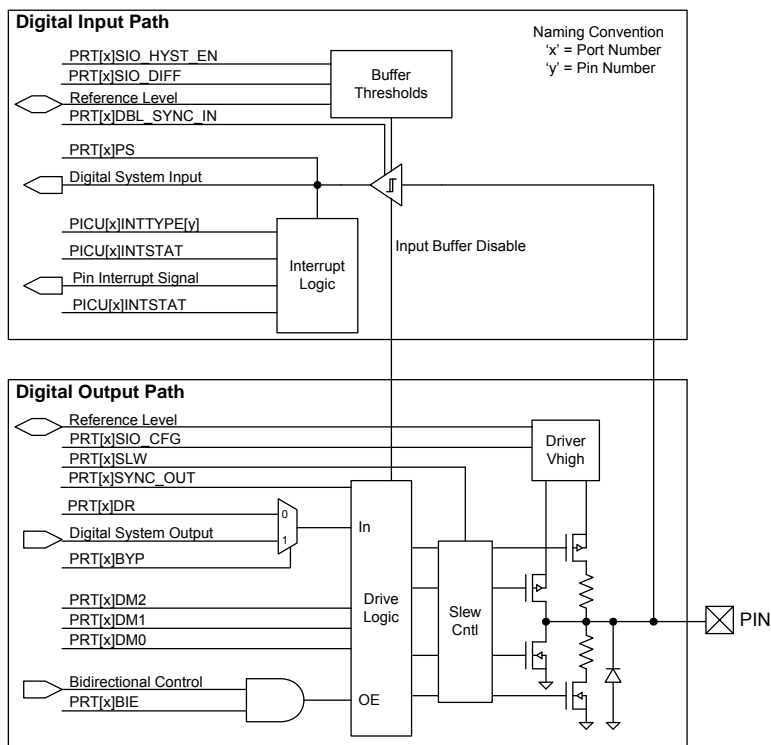 Digital Input Path
Naming Convention
‘x’ = Port Number
‘y’ = Pin Number
PRT[x]SIO_HYST_EN
PRT[x]SIO_DIFF
Reference Level
PRT[x]DBL_SYNC_IN
Buffer
Thresholds
PRT[x]PS
Digital System Input
PICU[x]INTTYPE[y]
PICU[x]INTSTAT
Pin Interrupt Signal
PICU[x]INTSTAT
Interrupt
Logic
Input Buffer Disable
Digital Output Path
Reference Level
PRT[x]SIO_CFG
PRT[x]SLW
PRT[x]SYNC_OUT
Driver
Vhigh
PRT[x]DR
Digital System Output
PRT[x]BYP
0
1
In
PRT[x]DM2
PRT[x]DM1
PRT[x]DM0
Drive
Logic
Slew
Cntl
PIN
Bidirectional Control
PRT[x]BIE
OE